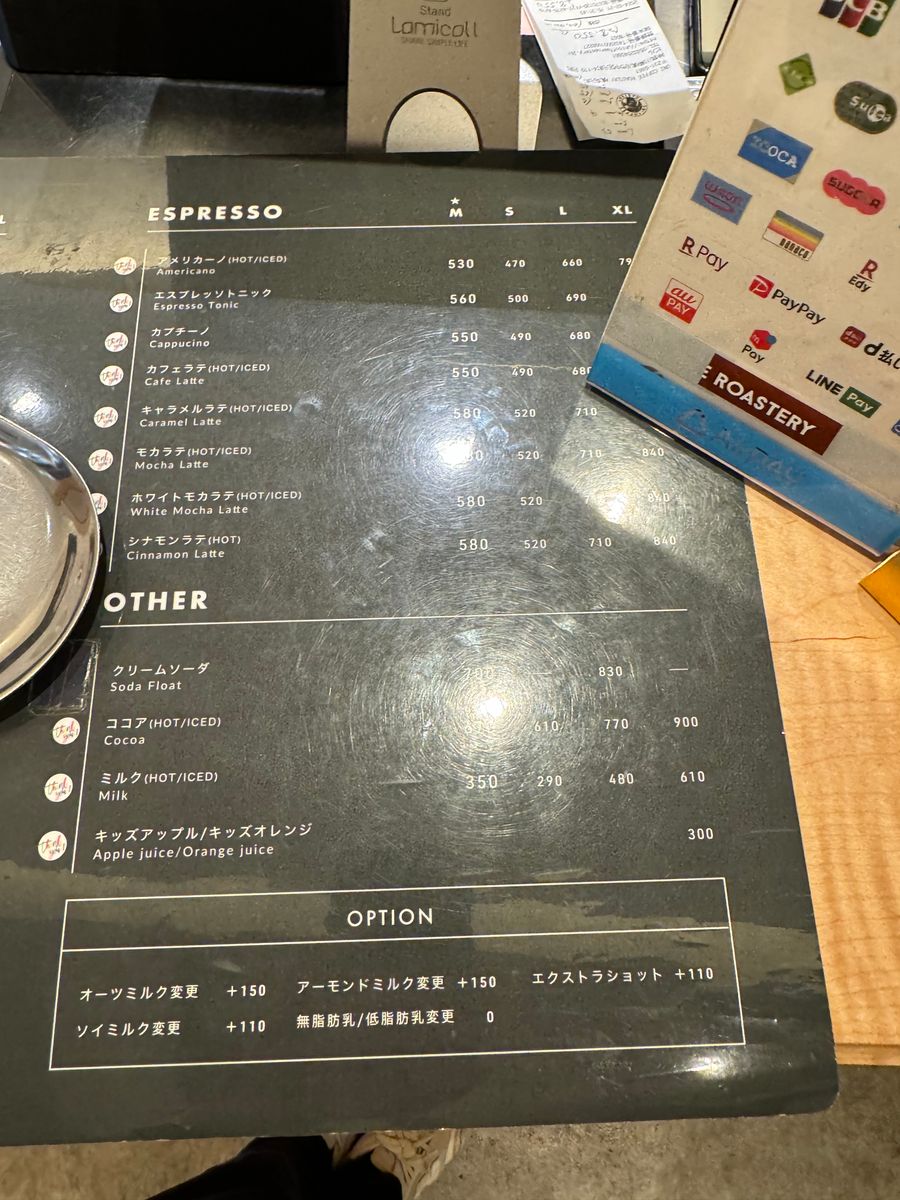 Stand
Lamicall
ESPRESSO ★M S L XL
アメリカーノ(HOT/ICED) 530 470 660
Americano
エスプレッソトニック 560 500 690
Espresso Tonic
カプチーノ 550 490 680
Cappucino
カフェラテ(HOT/ICED) 550 490 680
Cafe Latte
キャラメルラテ(HOT/ICED) 580 520 710
Caramel Latte
モカラテ(HOT/ICED) 520 710 840
Mocha Latte
ホワイトモカラテ(HOT/ICED) 580 520 840
White Mocha Latte
シナモンラテ(HOT) 580 520 710 840
Cinnamon Latte
OTHER
クリームソーダ 700 — 830 —
Soda Float
ココア(HOT/ICED) 610 770 900
Cocoa
ミルク(HOT/ICED) 350 290 480 610
Milk
キッズアップル/キッズオレンジ 300
Apple juice/Orange juice
OPTION
オーツミルク変更 +150 アーモンドミルク変更 +150 エクストラショット +110
ソイミルク変更 +110 無脂肪乳/低脂肪乳変更 0
JCB
Suica
ICOCA
SUGOCA
nanaco
R Pay
R Edy
au PAY
PayPay
Pay
d払い
LINE Pay
ROASTERY